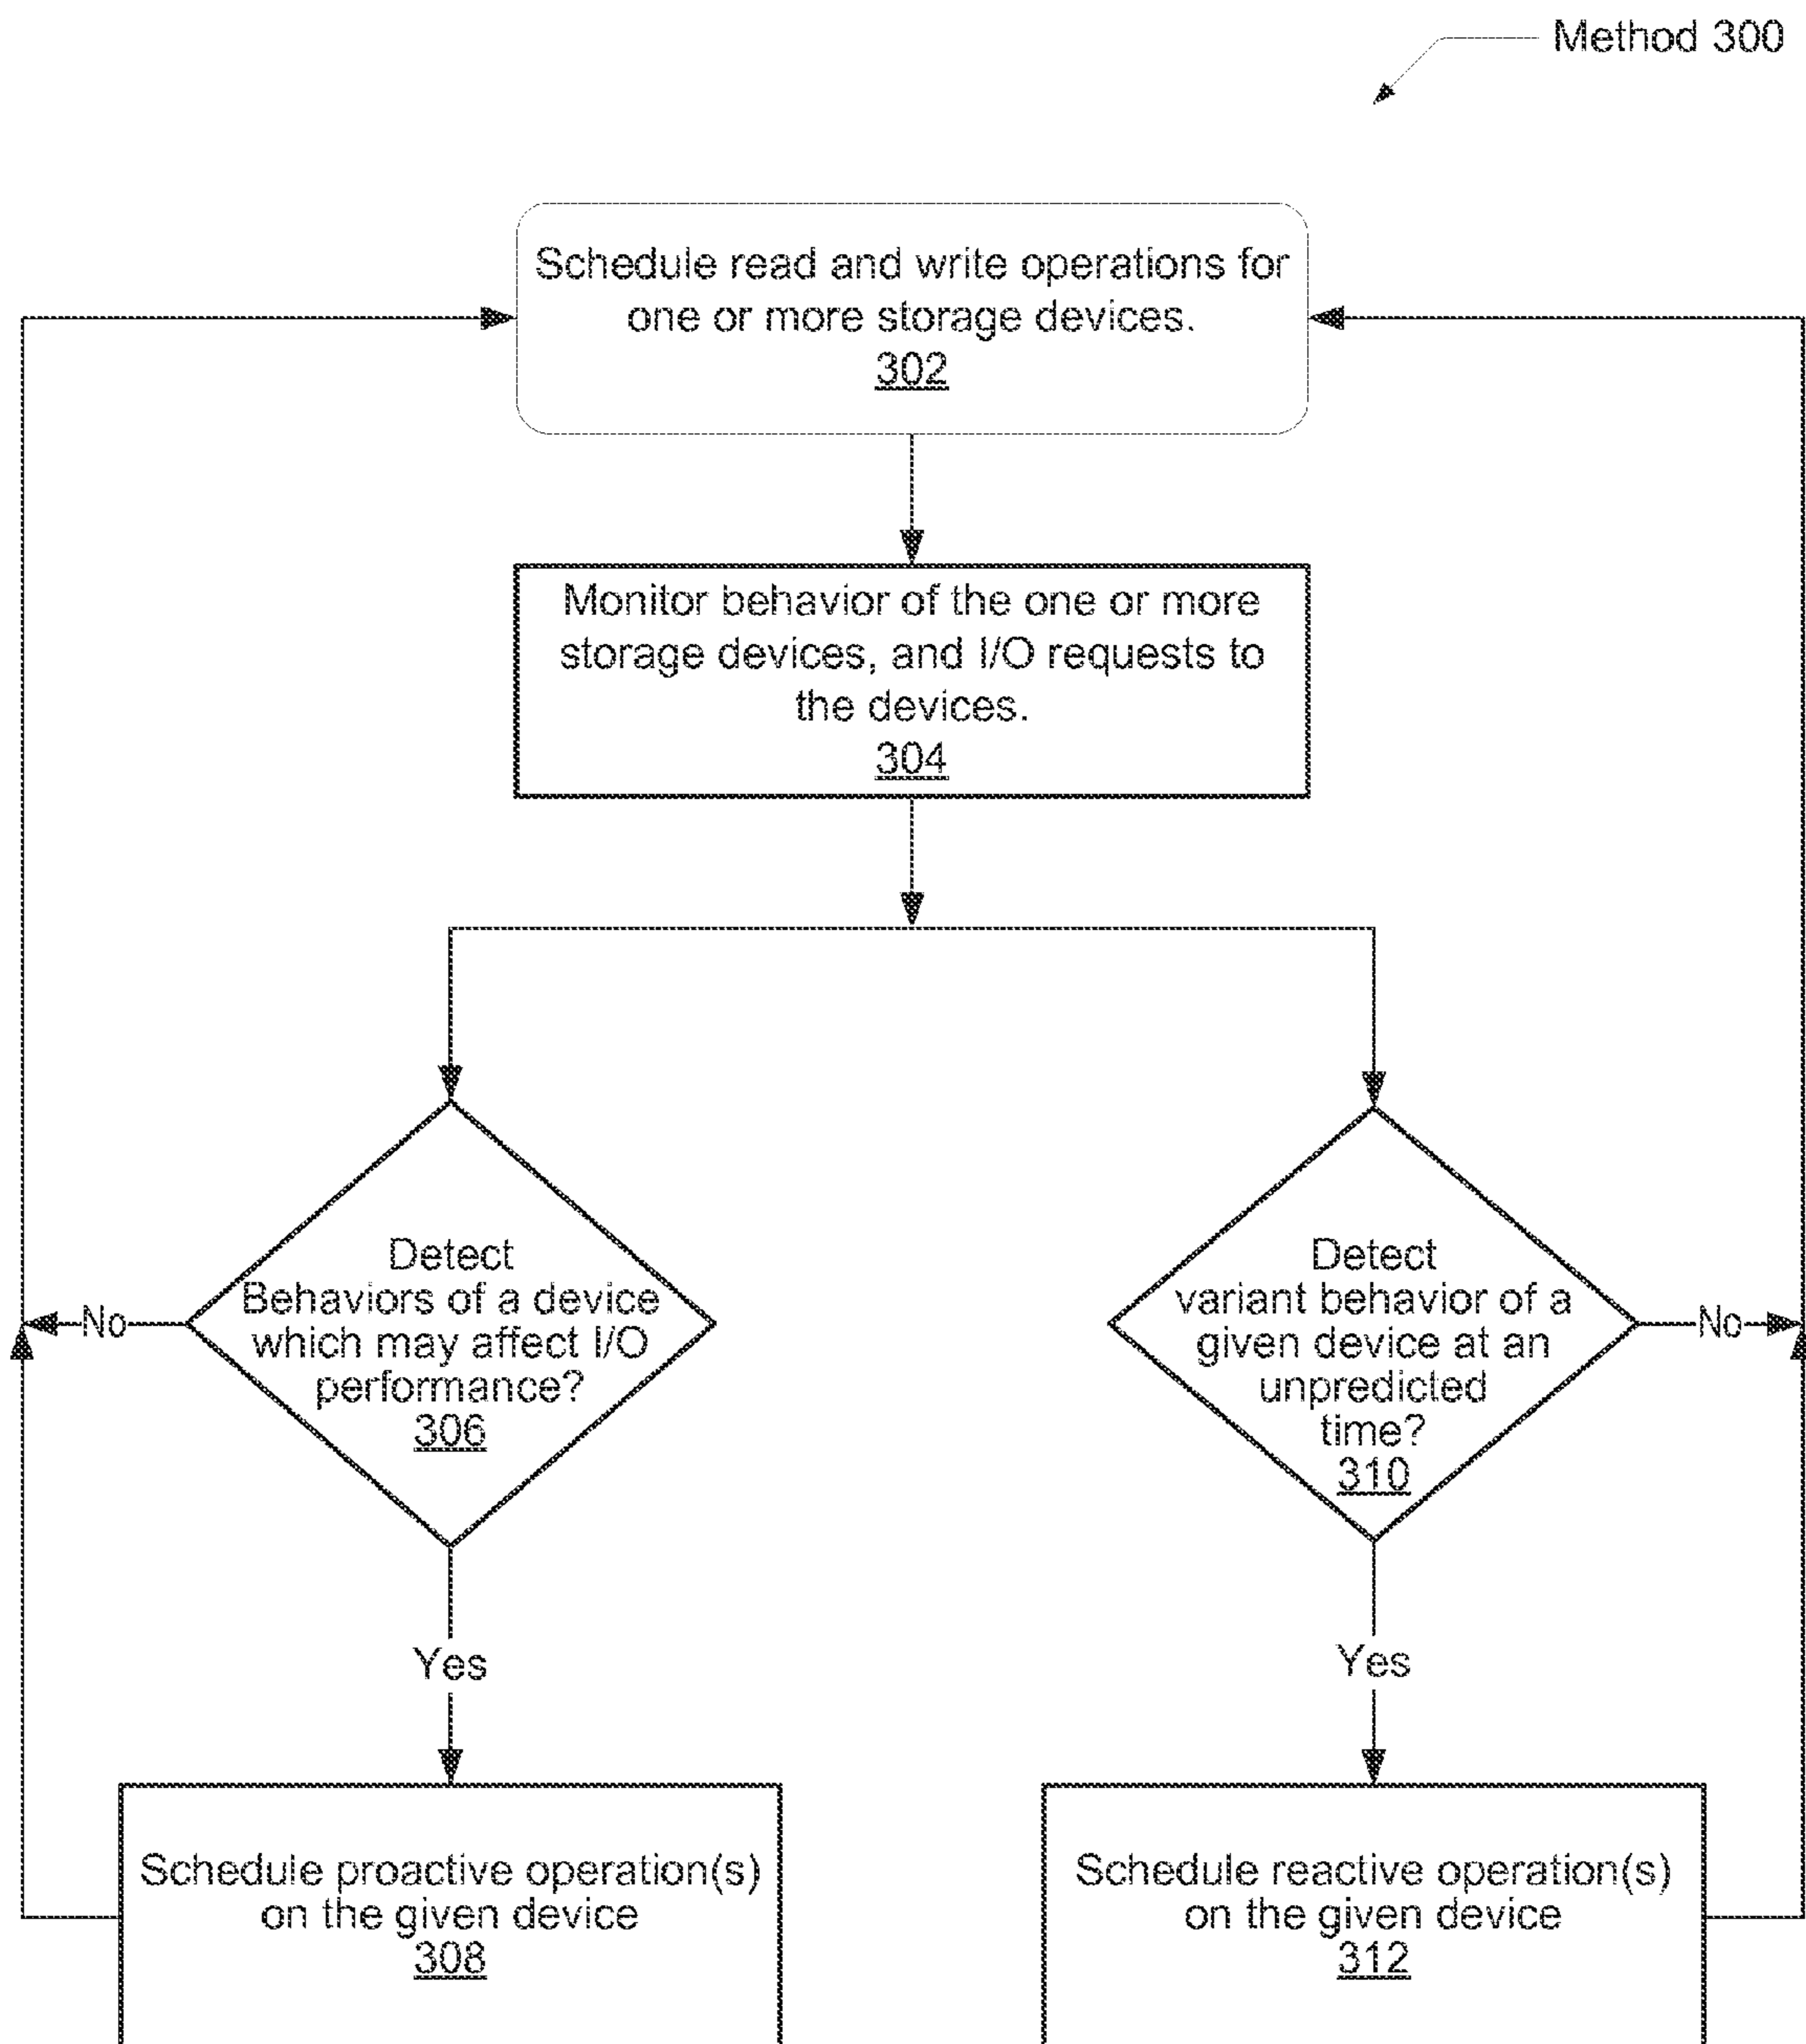 Method 300
Schedule read and write operations for
one or more storage devices.
302
Monitor behavior of the one or more
storage devices, and I/O requests to
the devices.
304
Detect
Behaviors of a device
which may affect I/O
performance?
306
Detect
variant behavior of a
given device at an
unpredicted
time?
310
No
No
Yes
Yes
Schedule proactive operation(s)
on the given device
308
Schedule reactive operation(s)
on the given device
312